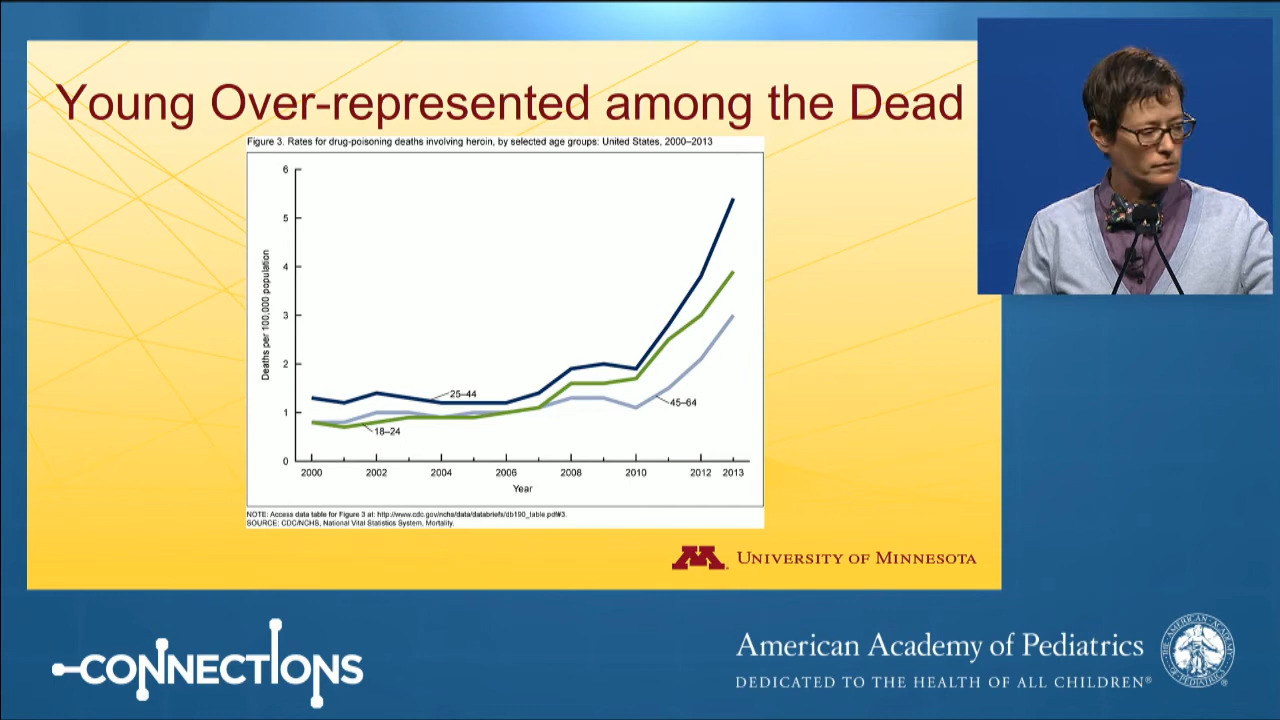 Young Over-represented among the Dead
Figure 3. Rates for drug-poisoning deaths involving heroin, by selected age groups: United States, 2000–2013
6
5
4
3
2
1
0
Deaths per 100,000 population
25–44
45–64
18–24
2000
2002
2004
2006
2008
2010
2012
2013
Year
NOTE: Access data table for Figure 3 at: http://www.cdc.gov/nchs/data/databriefs/db190_table.pdf#3.
SOURCE: CDC/NCHS, National Vital Statistics System, Mortality.
M
UNIVERSITY OF MINNESOTA
CONNECTIONS
American Academy of Pediatrics
DEDICATED TO THE HEALTH OF ALL CHILDREN®